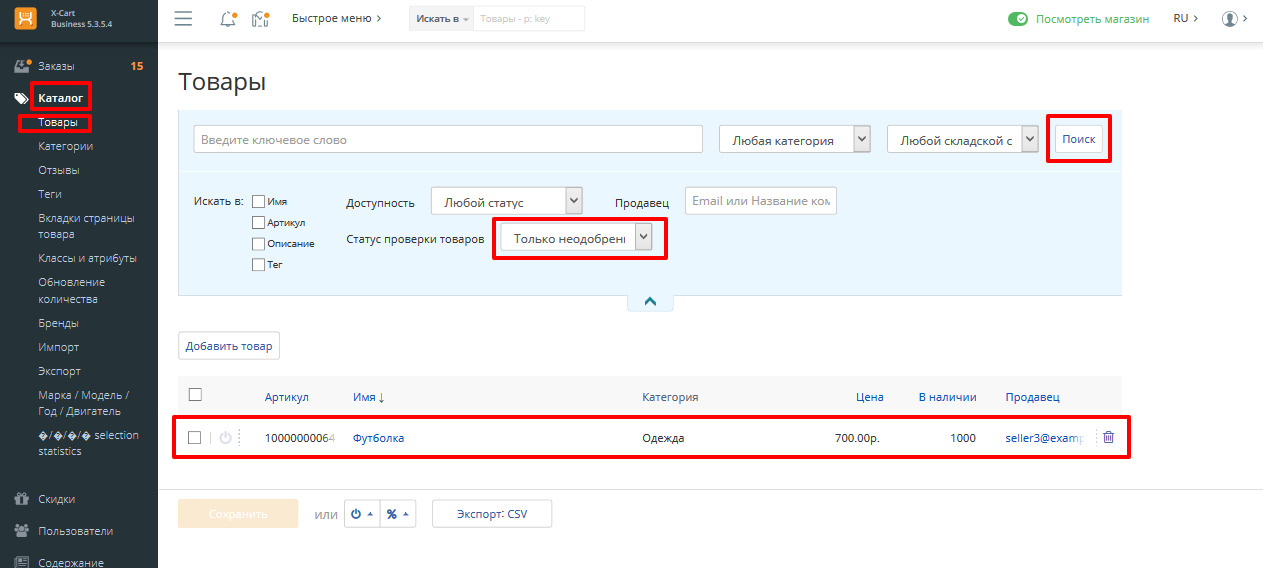 X-Cart
Business 5.3.5.4
Быстрое меню
Искать в
Товары - p: key
Посмотреть магазин
RU
Заказы 15
Каталог
Товары
Категории
Отзывы
Теги
Вкладки страницы
товара
Классы и атрибуты
Обновление
количества
Бренды
Импорт
Экспорт
Марка / Модель /
Год / Двигатель
�/�/�/� selection
statistics
Скидки
Пользователи
Содержание
Товары
Введите ключевое слово
Любая категория
Любой складской с
Поиск
Искать в:
Имя
Артикул
Описание
Тег
Доступность
Любой статус
Продавец
Email или Название ком
Статус проверки товаров
Только неодобрен
Добавить товар
Артикул Имя ↓ Категория Цена В наличии Продавец
10000000064 Футболка Одежда 700.00р. 1000 seller3@examp
Сохранить
или
%
Экспорт: CSV